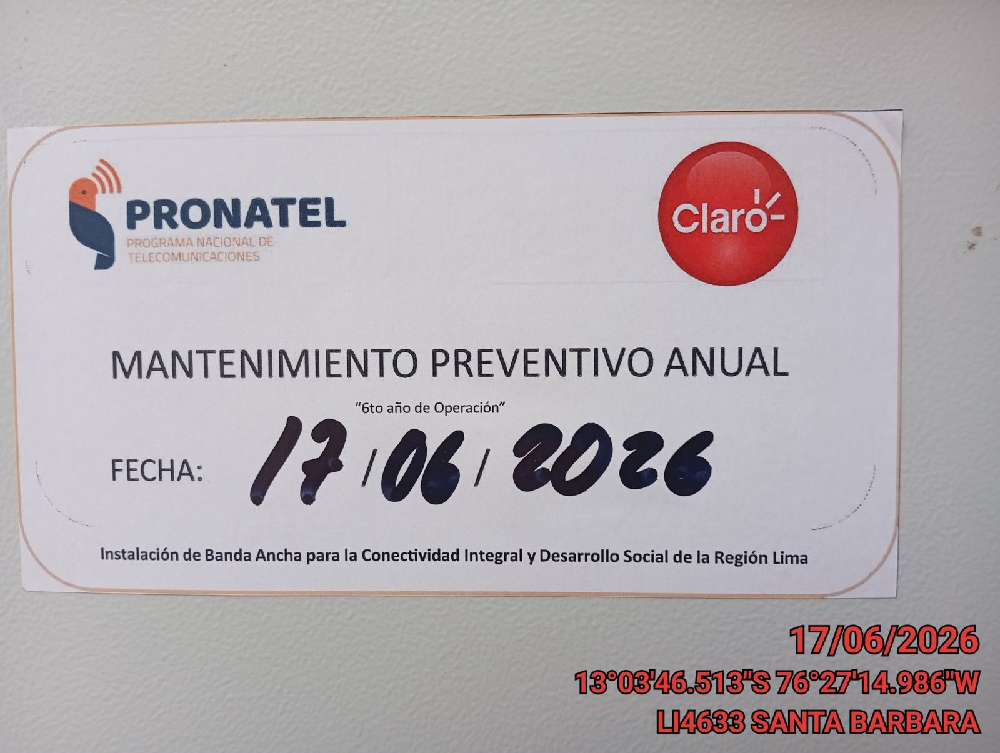 PRONATEL
PROGRAMA NACIONAL DE
TELECOMUNICACIONES
Claro
MANTENIMIENTO PREVENTIVO ANUAL
“6to año de Operación”
FECHA: 17/06/2026
Instalación de Banda Ancha para la Conectividad Integral y Desarrollo Social de la Región Lima
17/06/2026
13°03'46.513"S 76°27'14.986"W
LI4633 SANTA BARBARA